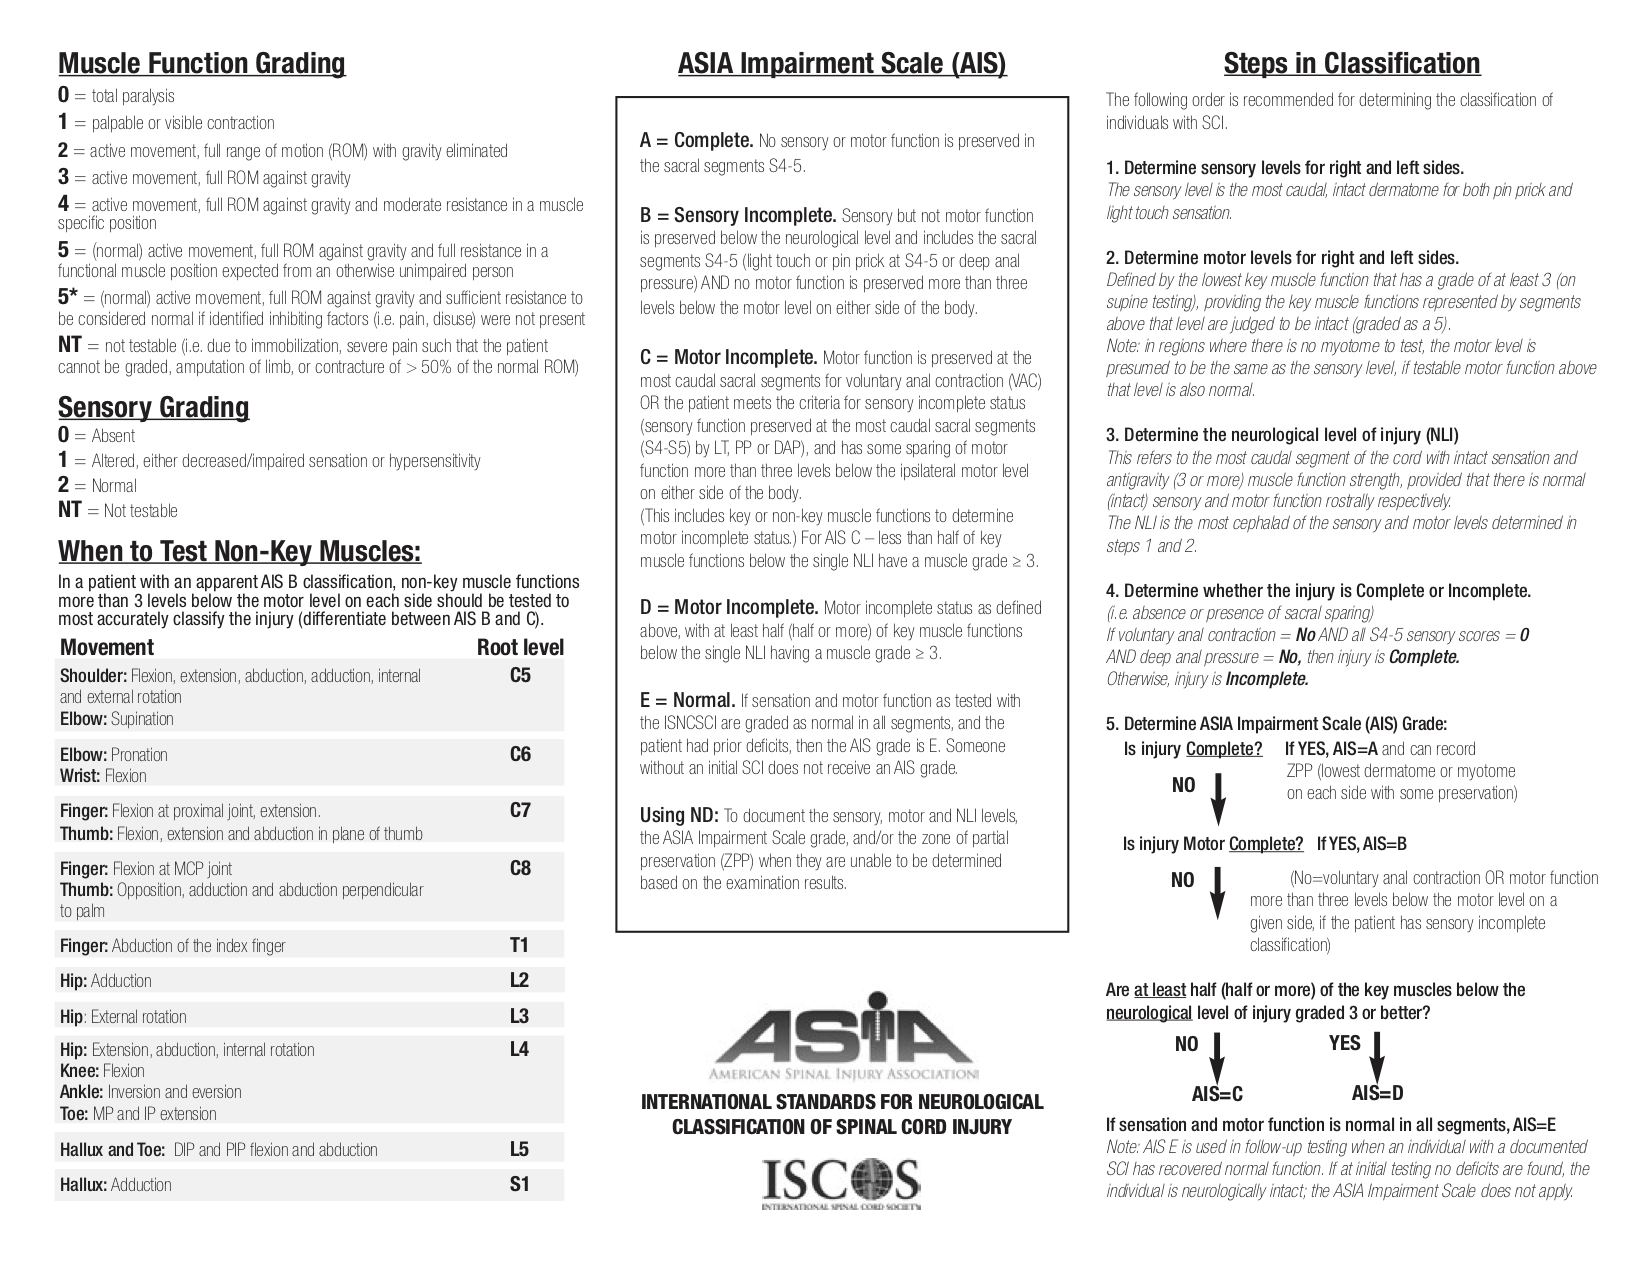 Muscle Function Grading
0 = total paralysis
1 = palpable or visible contraction
2 = active movement, full range of motion (ROM) with gravity eliminated
3 = active movement, full ROM against gravity
4 = active movement, full ROM against gravity and moderate resistance in a muscle
specific position
5 = (normal) active movement, full ROM against gravity and full resistance in a
functional muscle position expected from an otherwise unimpaired person
5* = (normal) active movement, full ROM against gravity and sufficient resistance to
be considered normal if identified inhibiting factors (i.e. pain, disuse) were not present
NT = not testable (i.e. due to immobilization, severe pain such that the patient
cannot be graded, amputation of limb, or contracture of > 50% of the normal ROM)
Sensory Grading
0 = Absent
1 = Altered, either decreased/impaired sensation or hypersensitivity
2 = Normal
NT = Not testable
When to Test Non-Key Muscles:
In a patient with an apparent AIS B classification, non-key muscle functions
more than 3 levels below the motor level on each side should be tested to
most accurately classify the injury (differentiate between AIS B and C).
Movement Root level
Shoulder: Flexion, extension, abduction, adduction, internal C5
and external rotation
Elbow: Supination
Elbow: Pronation C6
Wrist: Flexion
Finger: Flexion at proximal joint, extension. C7
Thumb: Flexion, extension and abduction in plane of thumb
Finger: Flexion at MCP joint C8
Thumb: Opposition, adduction and abduction perpendicular
to palm
Finger: Abduction of the index finger T1
Hip: Adduction L2
Hip: External rotation L3
Hip: Extension, abduction, internal rotation L4
Knee: Flexion
Ankle: Inversion and eversion
Toe: MP and IP extension
Hallux and Toe: DIP and PIP flexion and abduction L5
Hallux: Adduction S1
ASIA Impairment Scale (AIS)
A = Complete. No sensory or motor function is preserved in
the sacral segments S4-5.
B = Sensory Incomplete. Sensory but not motor function
is preserved below the neurological level and includes the sacral
segments S4-5 (light touch or pin prick at S4-5 or deep anal
pressure) AND no motor function is preserved more than three
levels below the motor level on either side of the body.
C = Motor Incomplete. Motor function is preserved at the
most caudal sacral segments for voluntary anal contraction (VAC)
OR the patient meets the criteria for sensory incomplete status
(sensory function preserved at the most caudal sacral segments
(S4-S5) by LT, PP or DAP), and has some sparing of motor
function more than three levels below the ipsilateral motor level
on either side of the body.
(This includes key or non-key muscle functions to determine
motor incomplete status.) For AIS C – less than half of key
muscle functions below the single NLI have a muscle grade ≥ 3.
D = Motor Incomplete. Motor incomplete status as defined
above, with at least half (half or more) of key muscle functions
below the single NLI having a muscle grade ≥ 3.
E = Normal. If sensation and motor function as tested with
the ISNCSCI are graded as normal in all segments, and the
patient had prior deficits, then the AIS grade is E. Someone
without an initial SCI does not receive an AIS grade.
Using ND: To document the sensory, motor and NLI levels,
the ASIA Impairment Scale grade, and/or the zone of partial
preservation (ZPP) when they are unable to be determined
based on the examination results.
ASIA
AMERICAN SPINAL INJURY ASSOCIATION
INTERNATIONAL STANDARDS FOR NEUROLOGICAL
CLASSIFICATION OF SPINAL CORD INJURY
ISCOS
INTERNATIONAL SPINAL CORD SOCIETY
Steps in Classification
The following order is recommended for determining the classification of
individuals with SCI.
1. Determine sensory levels for right and left sides.
The sensory level is the most caudal, intact dermatome for both pin prick and
light touch sensation.
2. Determine motor levels for right and left sides.
Defined by the lowest key muscle function that has a grade of at least 3 (on
supine testing), providing the key muscle functions represented by segments
above that level are judged to be intact (graded as a 5).
Note: in regions where there is no myotome to test, the motor level is
presumed to be the same as the sensory level, if testable motor function above
that level is also normal.
3. Determine the neurological level of injury (NLI)
This refers to the most caudal segment of the cord with intact sensation and
antigravity (3 or more) muscle function strength, provided that there is normal
(intact) sensory and motor function rostrally respectively.
The NLI is the most cephalad of the sensory and motor levels determined in
steps 1 and 2.
4. Determine whether the injury is Complete or Incomplete.
(i.e. absence or presence of sacral sparing)
If voluntary anal contraction = No AND all S4-5 sensory scores = 0
AND deep anal pressure = No, then injury is Complete.
Otherwise, injury is Incomplete.
5. Determine ASIA Impairment Scale (AIS) Grade:
Is injury Complete? If YES, AIS=A and can record
ZPP (lowest dermatome or myotome
NO
on each side with some preservation)
Is injury Motor Complete? If YES, AIS=B
NO (No=voluntary anal contraction OR motor function
more than three levels below the motor level on a
given side, if the patient has sensory incomplete
classification)
Are at least half (half or more) of the key muscles below the
neurological level of injury graded 3 or better?
NO YES
AIS=C AIS=D
If sensation and motor function is normal in all segments, AIS=E
Note: AIS E is used in follow-up testing when an individual with a documented
SCI has recovered normal function. If at initial testing no deficits are found, the
individual is neurologically intact; the ASIA Impairment Scale does not apply.